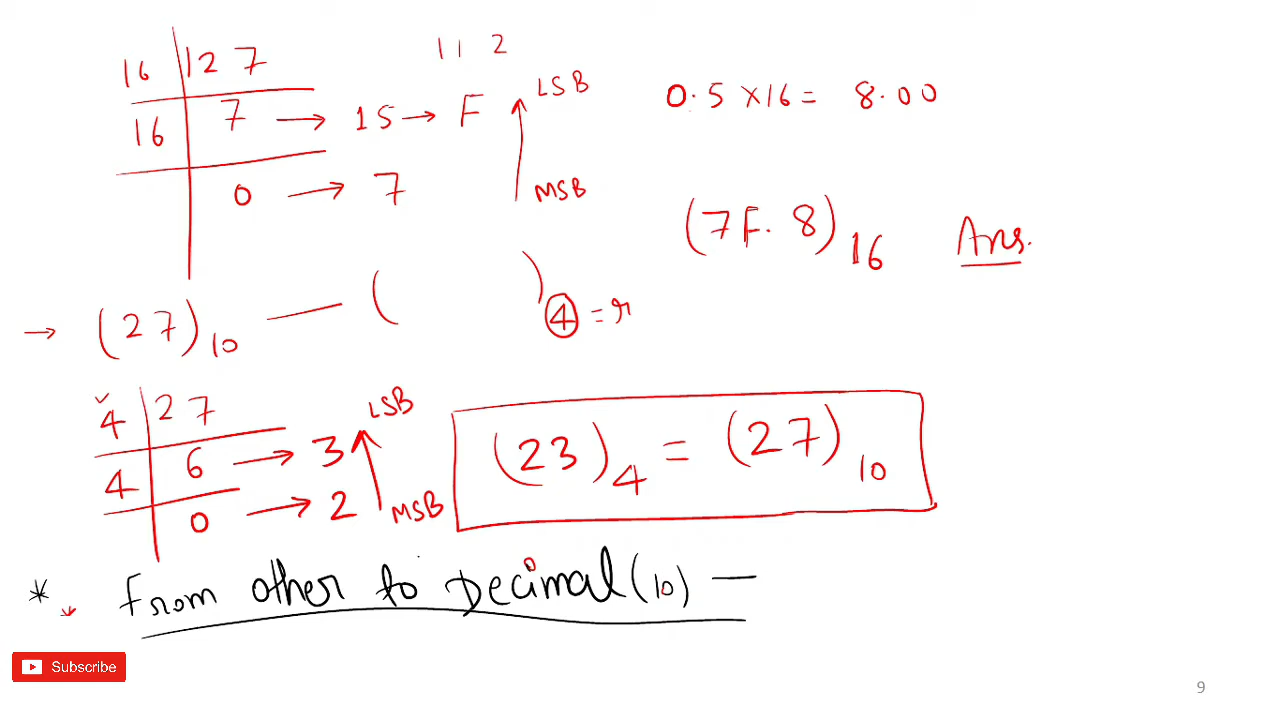 11 2
16 | 127
16 | 7 → 15 → F LSB
0 → 7 MSB
0.5 × 16 = 8.00
(7F.8)16 Ans.
→ (27)10 — ( )4 = r
4 | 27
4 | 6 → 3 LSB
0 → 2 MSB
(23)4 = (27)10
* From other to Decimal (10) —
Subscribe
9